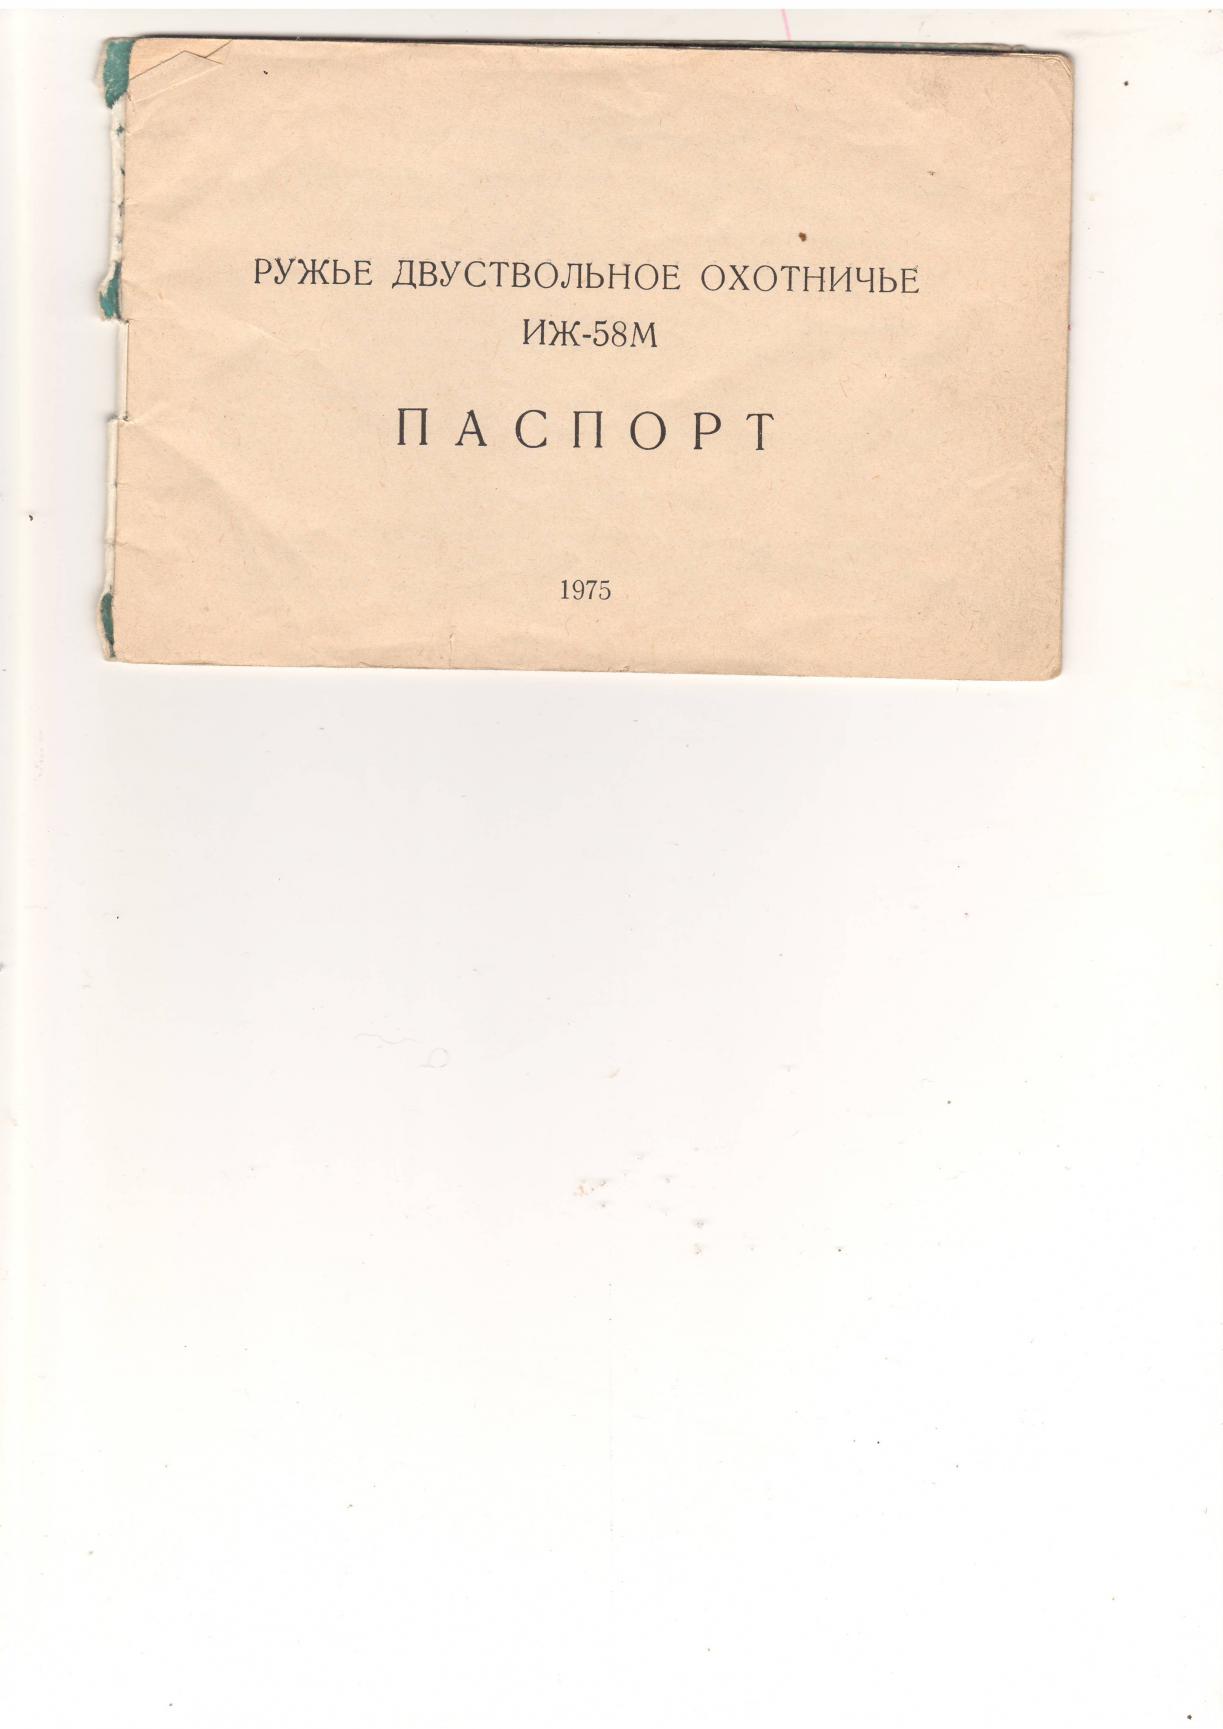 РУЖЬЕ ДВУСТВОЛЬНОЕ ОХОТНИЧЬЕ
ИЖ-58М
ПАСПОРТ
1975